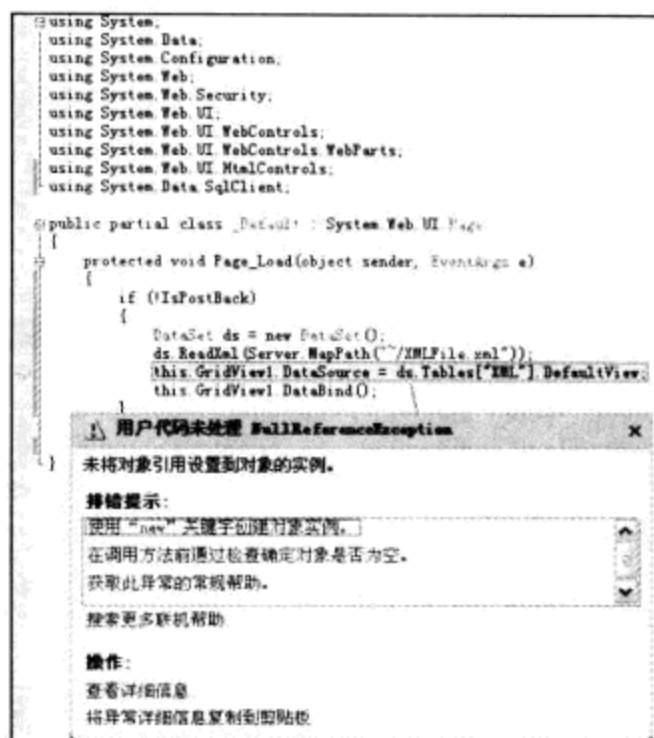 using System;
using System.Data;
using System.Configuration;
using System.Web;
using System.Web.Security;
using System.Web.UI;
using System.Web.UI.WebControls;
using System.Web.UI.WebControls.WebParts;
using System.Web.UI.HtmlControls;
using System.Data.SqlClient;
public partial class _Default : System.Web.UI.Page
{
protected void Page_Load(object sender, EventArgs e)
{
if (!IsPostBack)
{
DataSet ds = new DataSet();
ds.ReadXml(Server.MapPath("~/XMLFile.xml"));
this.GridView1.DataSource = ds.Tables["XML"].DefaultView;
this.GridView1.DataBind();
}
用户代码未处理 NullReferenceException
}
未将对象引用设置到对象的实例。
排错提示:
使用“new”关键字创建对象实例。
在调用方法前通过检查确定对象是否为空。
获取此异常的常规帮助。
搜索更多联机帮助
操作:
查看详细信息
将异常详细信息复制到剪贴板